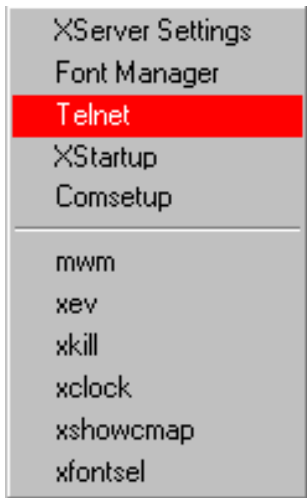 XServer Settings
Font Manager
Telnet
XStartup
Comsetup
mwm
xev
xkill
xclock
xshowcmap
xfontsel